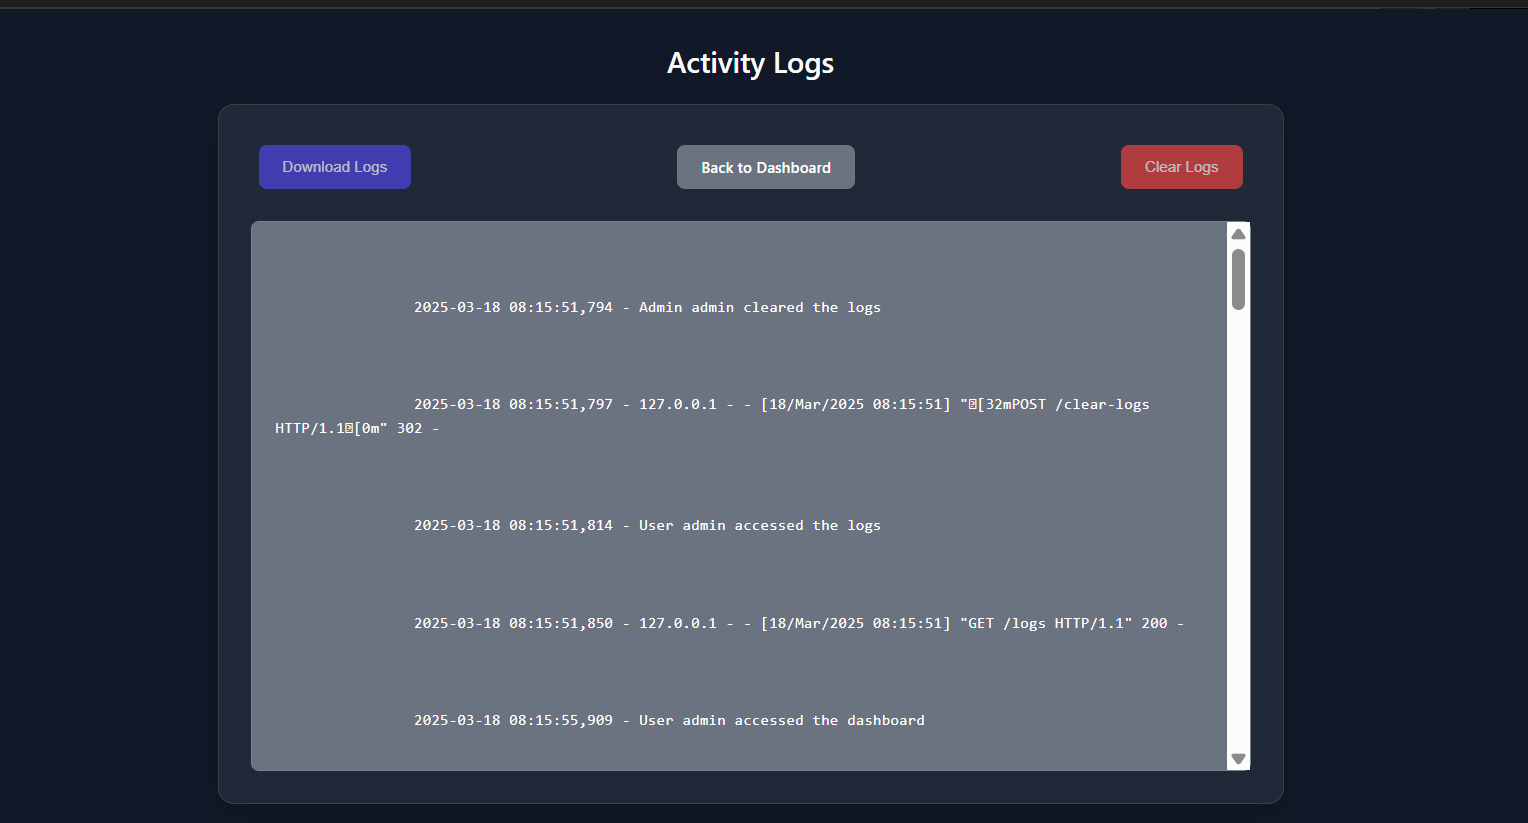 Activity Logs
Download Logs
Back to Dashboard
Clear Logs
2025-03-18 08:15:51,794 - Admin admin cleared the logs
2025-03-18 08:15:51,797 - 127.0.0.1 - - [18/Mar/2025 08:15:51] "�[32mPOST /clear-logs
HTTP/1.1�[0m" 302 -
2025-03-18 08:15:51,814 - User admin accessed the logs
2025-03-18 08:15:51,850 - 127.0.0.1 - - [18/Mar/2025 08:15:51] "GET /logs HTTP/1.1" 200 -
2025-03-18 08:15:55,909 - User admin accessed the dashboard